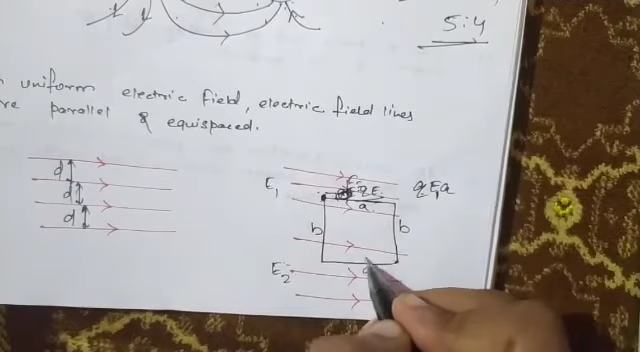 5:4
uniform electric field, electric field lines
re parallel & equispaced.
d
d
d
E1
qE1a
a
b
b
E2